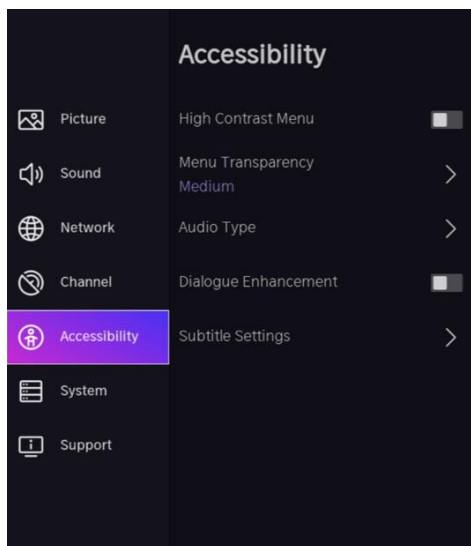 Accessibility
Picture
High Contrast Menu
Sound
Menu Transparency
Medium
Network
Audio Type
Channel
Dialogue Enhancement
Accessibility
Subtitle Settings
System
Support